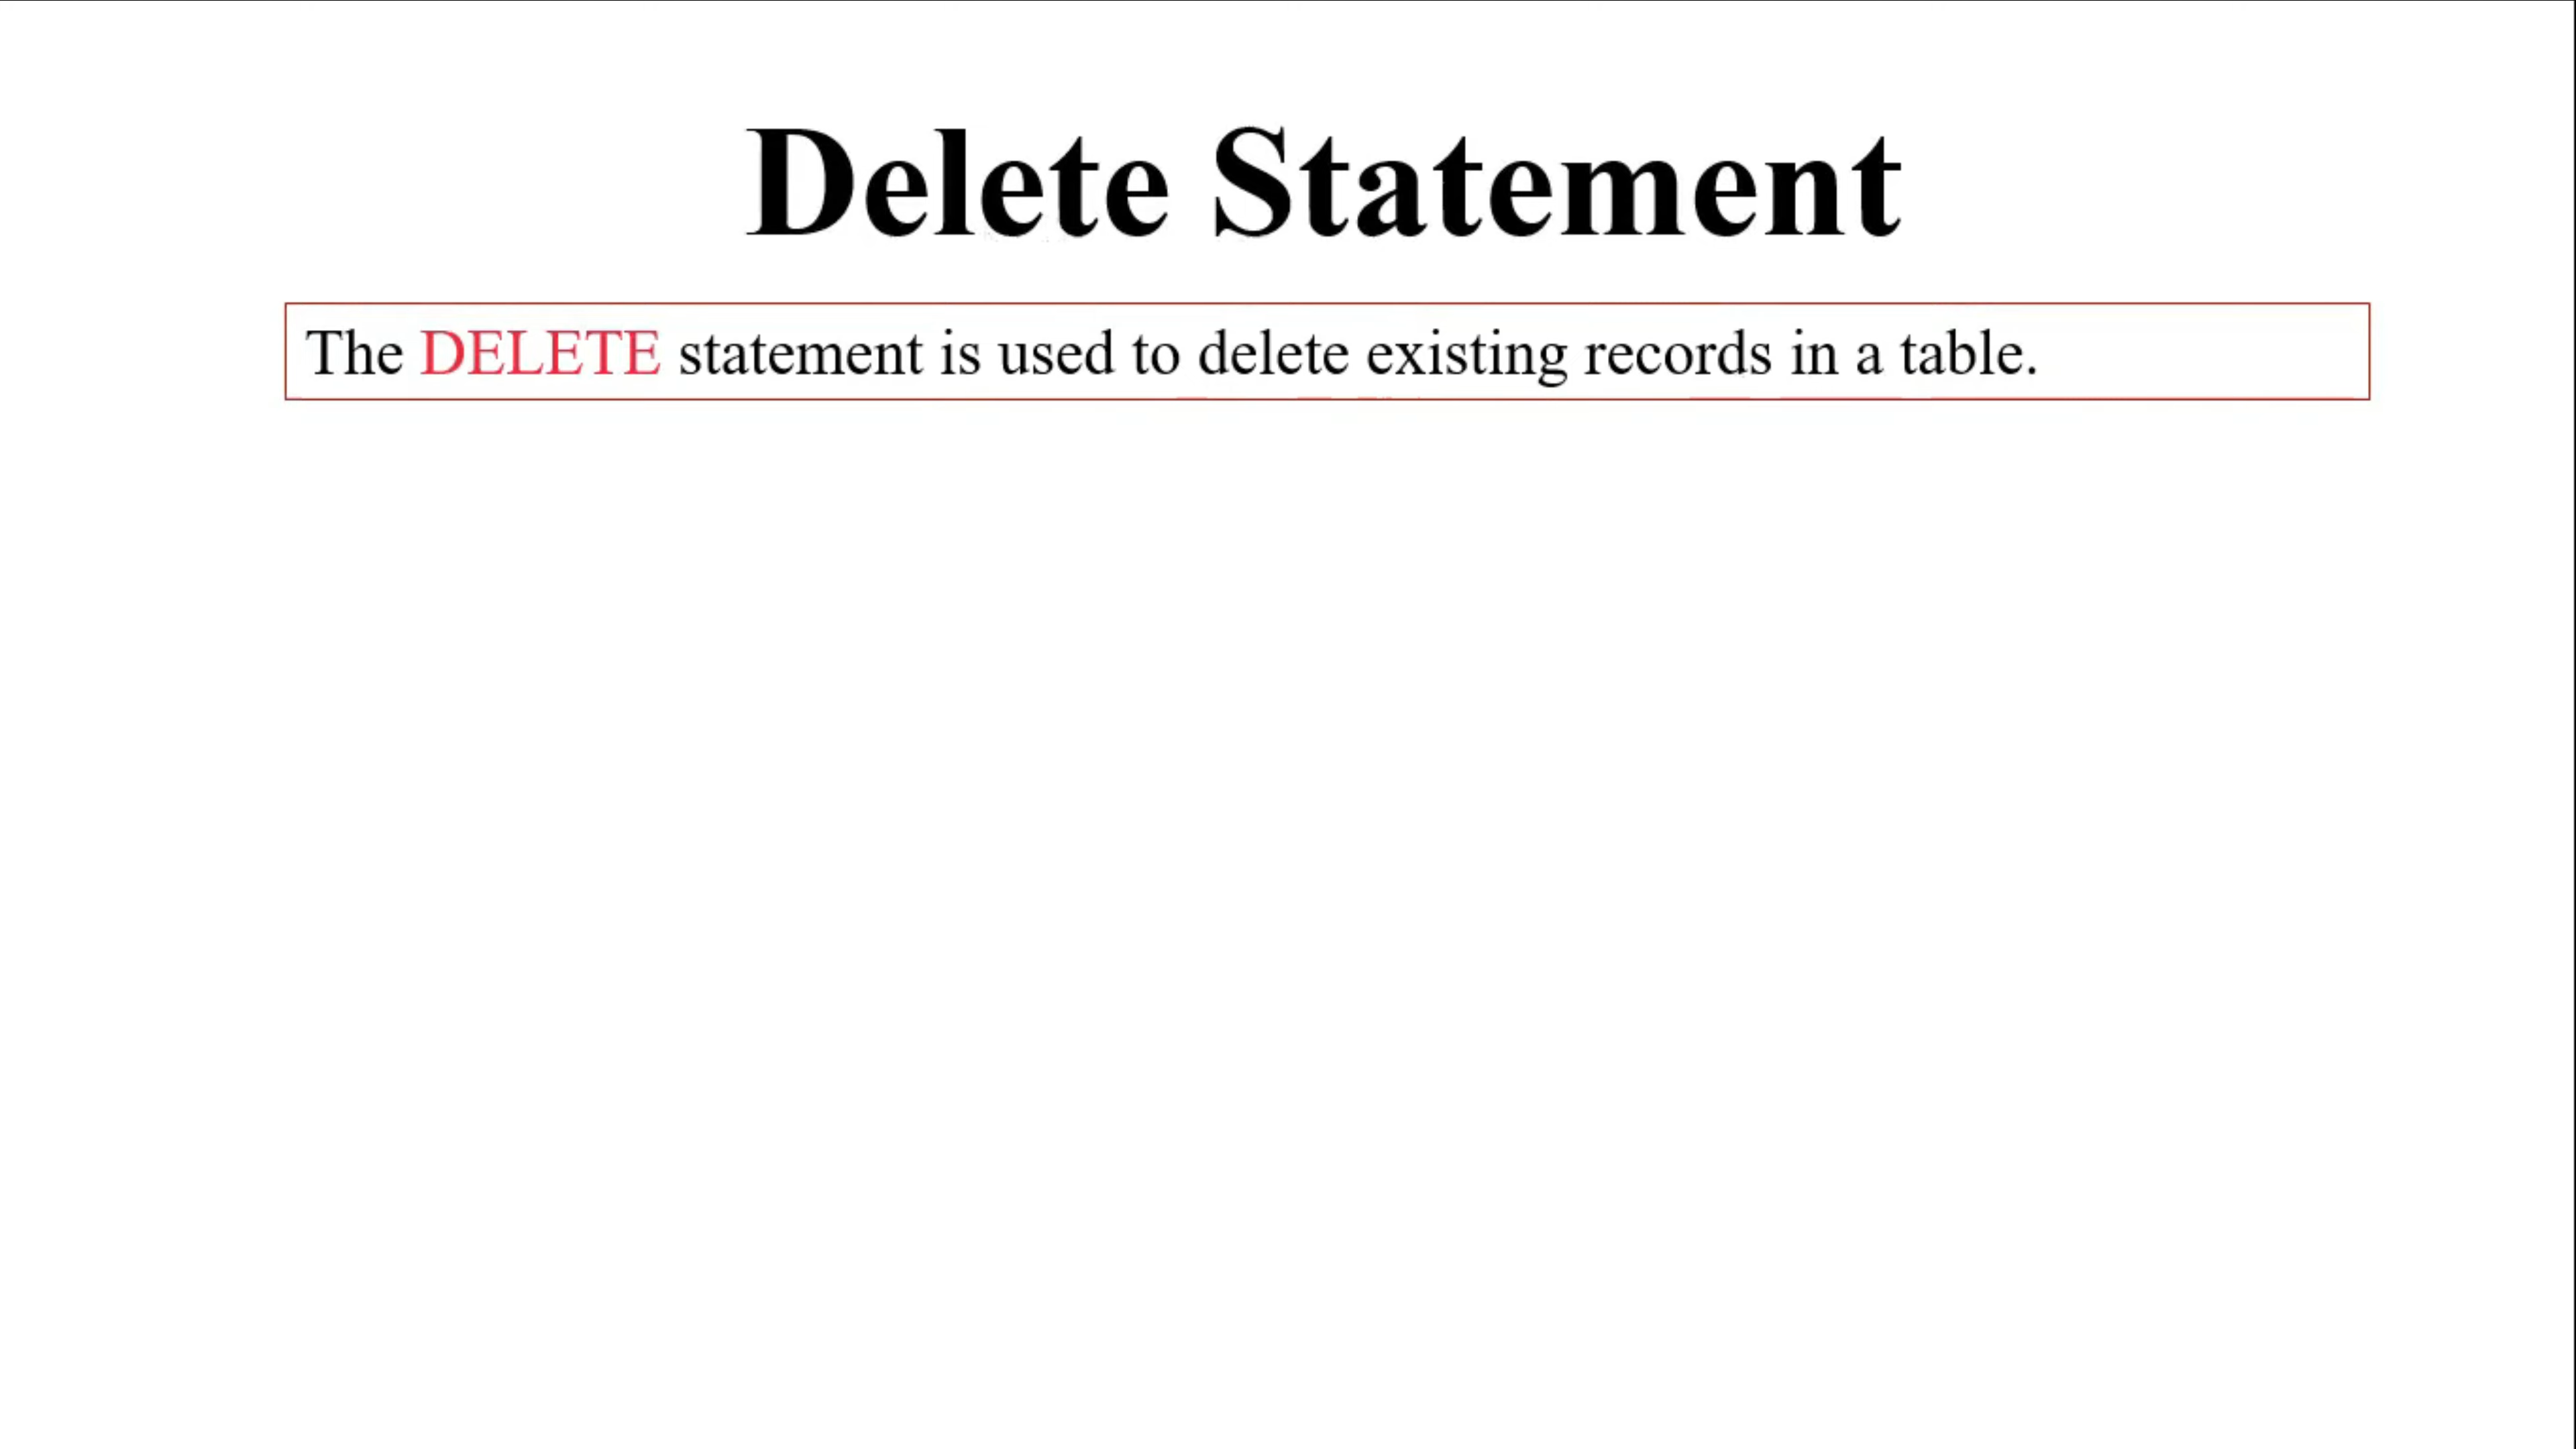 Delete Statement
The DELETE statement is used to delete existing records in a table.